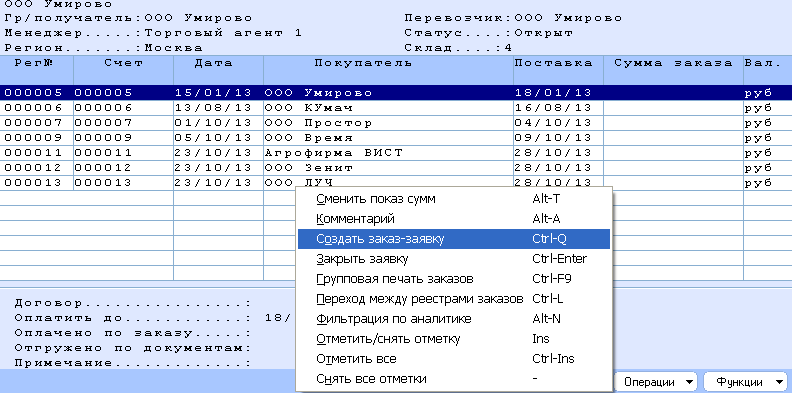 ООО Умирово
Гр/получатель:ООО Умирово Перевозчик:ООО Умирово
Менеджер.....:Торговый агент 1 Статус....:Открыт
Регион.......:Москва Склад....:4
Рег№ Счет Дата Покупатель Поставка Сумма заказа Вал.
000005 000005 15/01/13 ООО Умирово 18/01/13 руб
000006 000006 13/08/13 ООО КУмач 16/08/13 руб
000007 000007 01/10/13 ООО Простор 04/10/13 руб
000009 000009 05/10/13 ООО Время 09/10/13 руб
000011 000011 23/10/13 Агрофирма ВИСТ 28/10/13 руб
000012 000012 23/10/13 ООО Зенит 28/10/13 руб
000013 000013 23/10/13 ООО ЛУЧ 28/10/13 руб
Сменить показ сумм Alt-T
Комментарий Alt-A
Создать заказ-заявку Ctrl-Q
Закрыть заявку Ctrl-Enter
Групповая печать заказов Ctrl-F9
Переход между реестрами заказов Ctrl-L
Фильтрация по аналитике Alt-N
Отметить/снять отметку Ins
Отметить все Ctrl-Ins
Снять все отметки -
Договор...............:
Оплатить до...........: 18/
Оплачено по заказу.....:
Отгружено по документам:
Примечание.............:
Операции Функции